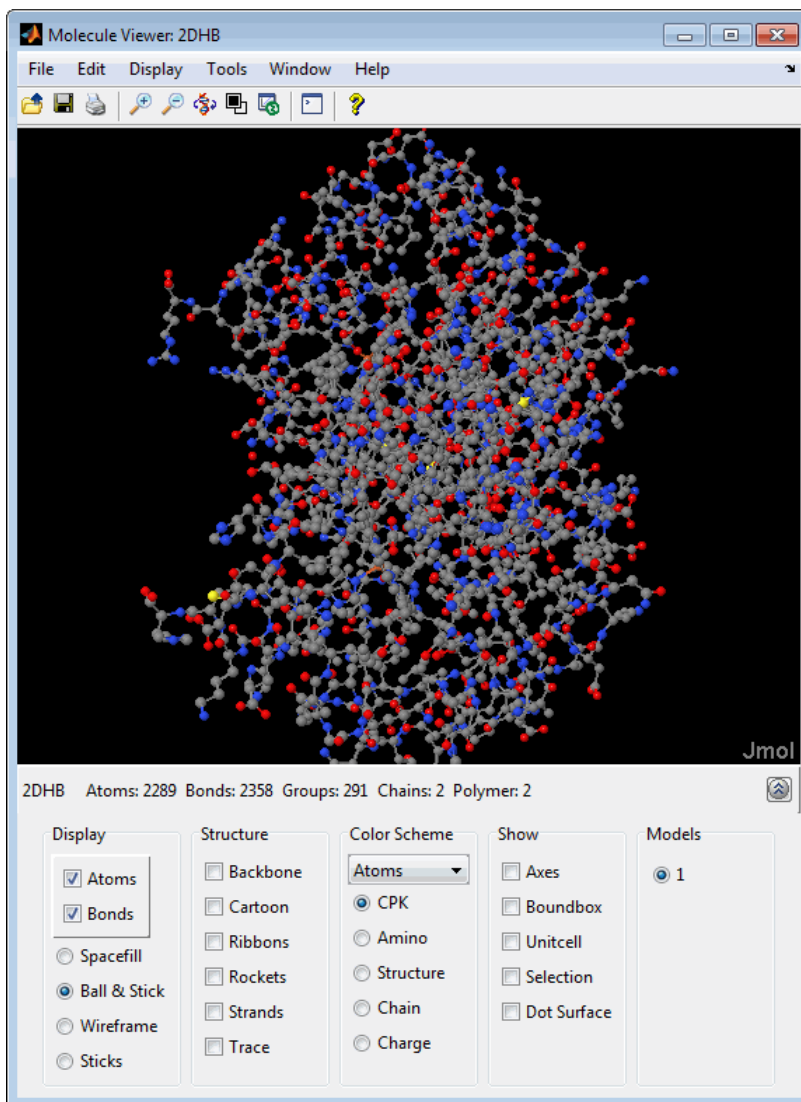 Molecule Viewer: 2DHB
File Edit Display Tools Window Help
Jmol
2DHB Atoms: 2289 Bonds: 2358 Groups: 291 Chains: 2 Polymer: 2
Display
Atoms
Bonds
Spacefill
Ball & Stick
Wireframe
Sticks
Structure
Backbone
Cartoon
Ribbons
Rockets
Strands
Trace
Color Scheme
Atoms
CPK
Amino
Structure
Chain
Charge
Show
Axes
Boundbox
Unitcell
Selection
Dot Surface
Models
1